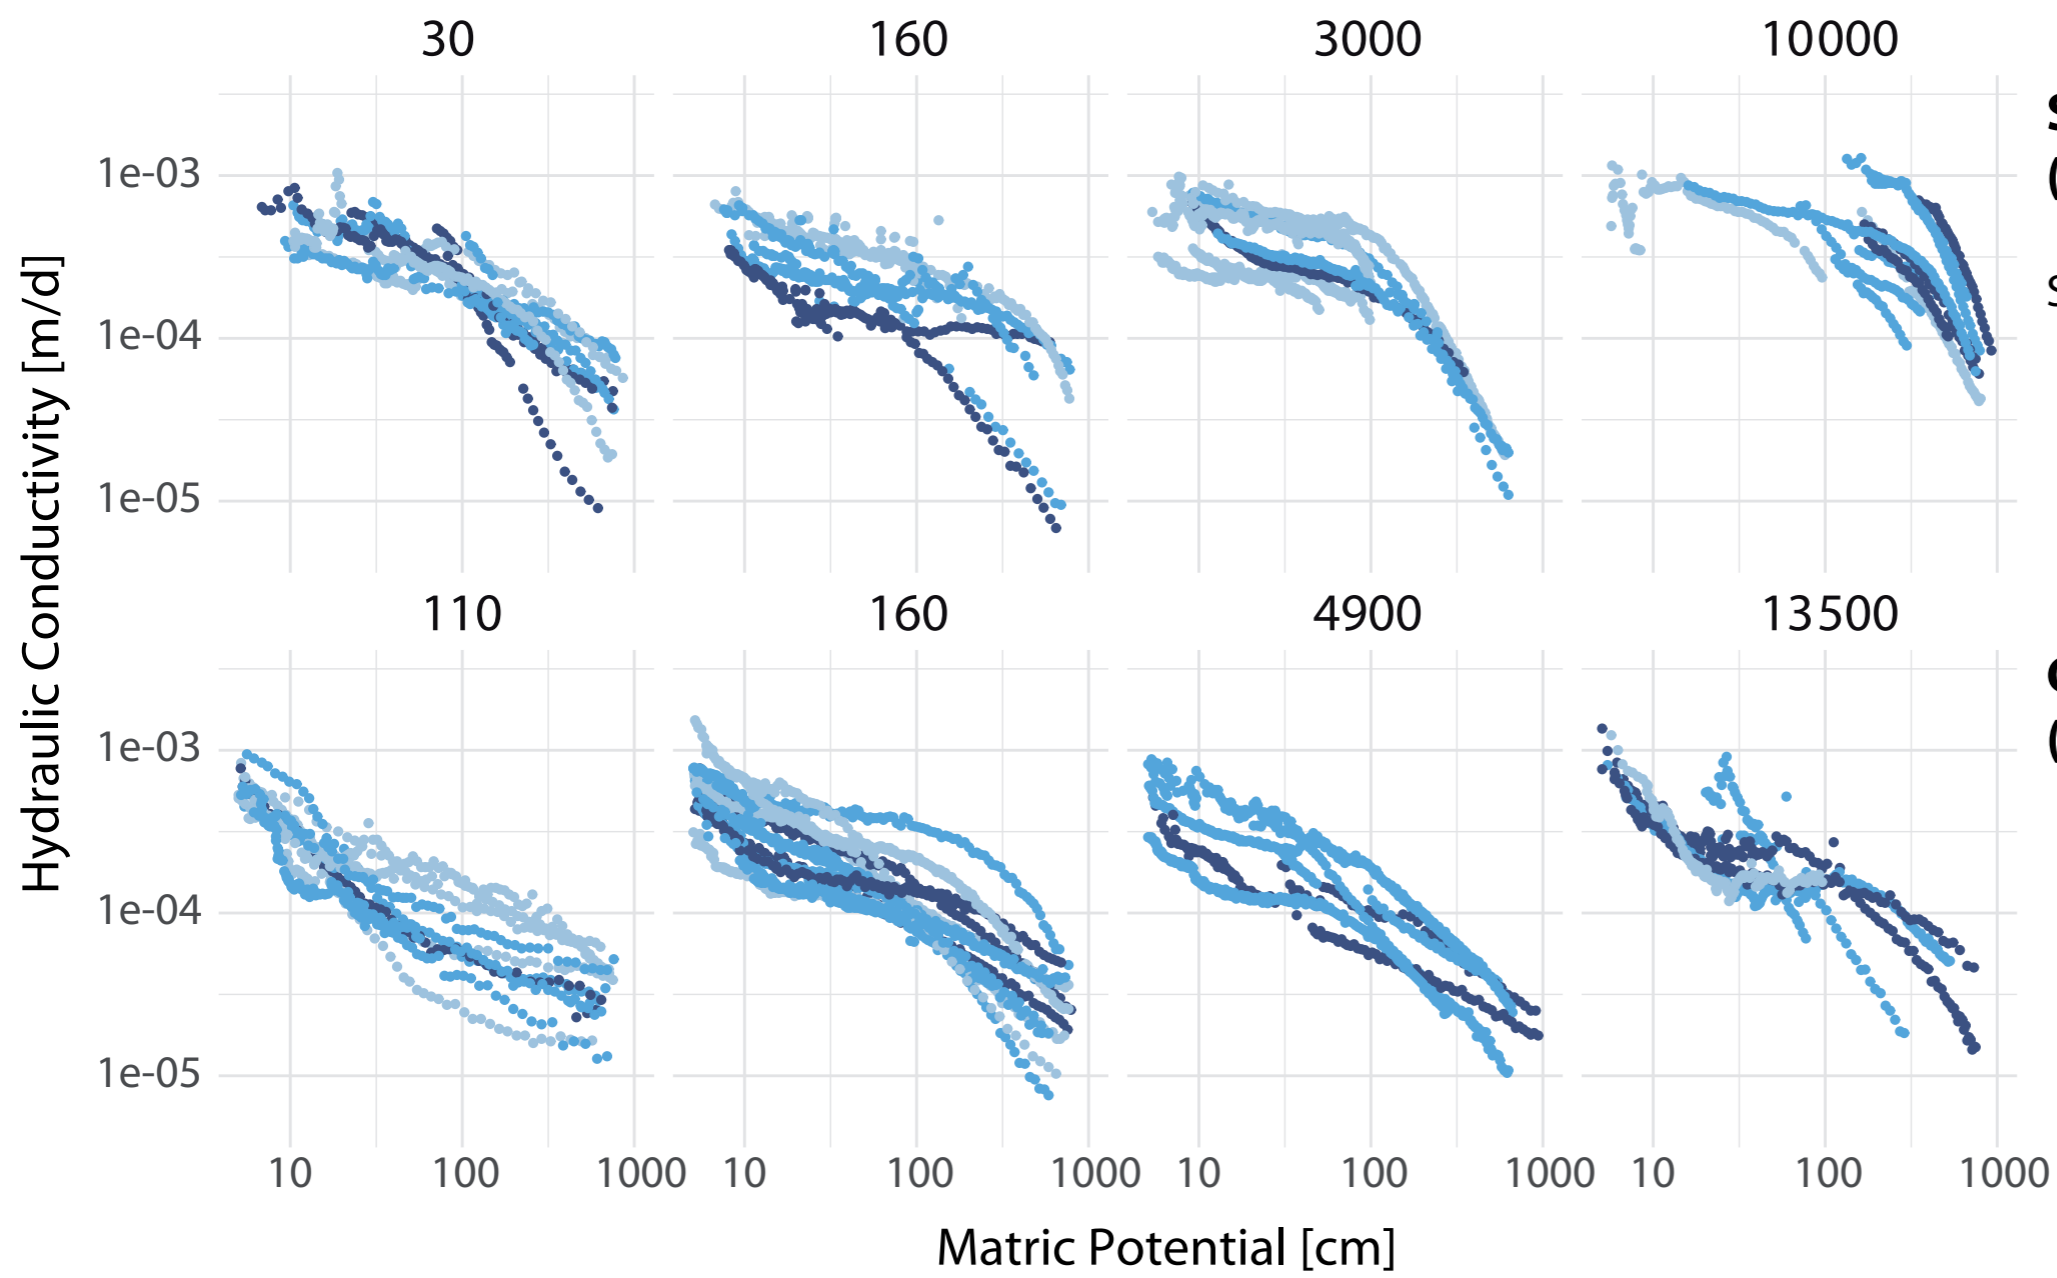 30 160 3000 10000
1e-03
1e-04
1e-05
110 160 4900 13500
1e-03
1e-04
1e-05
10 100 1000 10 100 1000 10 100 1000 10 100 1000
Matric Potential [cm]
Hydraulic Conductivity [m/d]